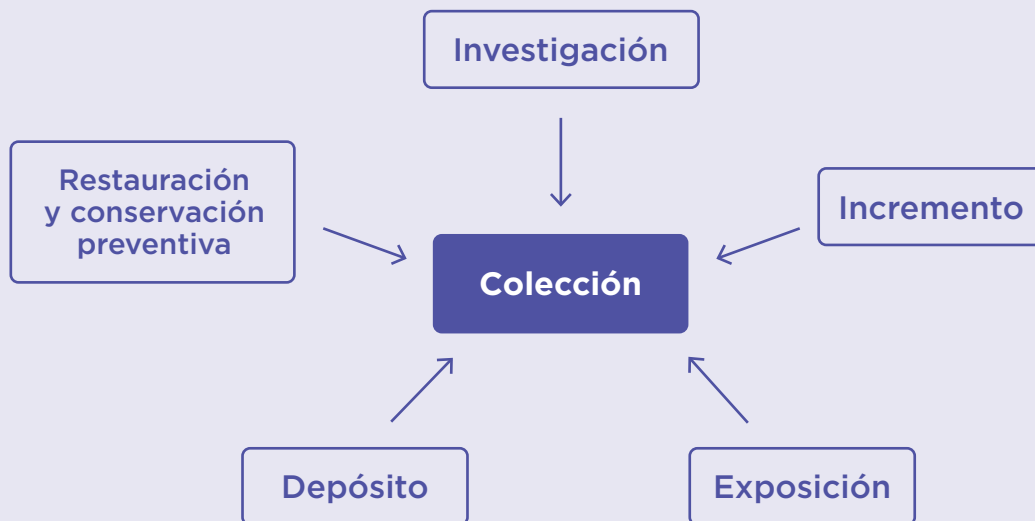 Investigación
Restauración
y conservación
preventiva
Incremento
Colección
Depósito
Exposición